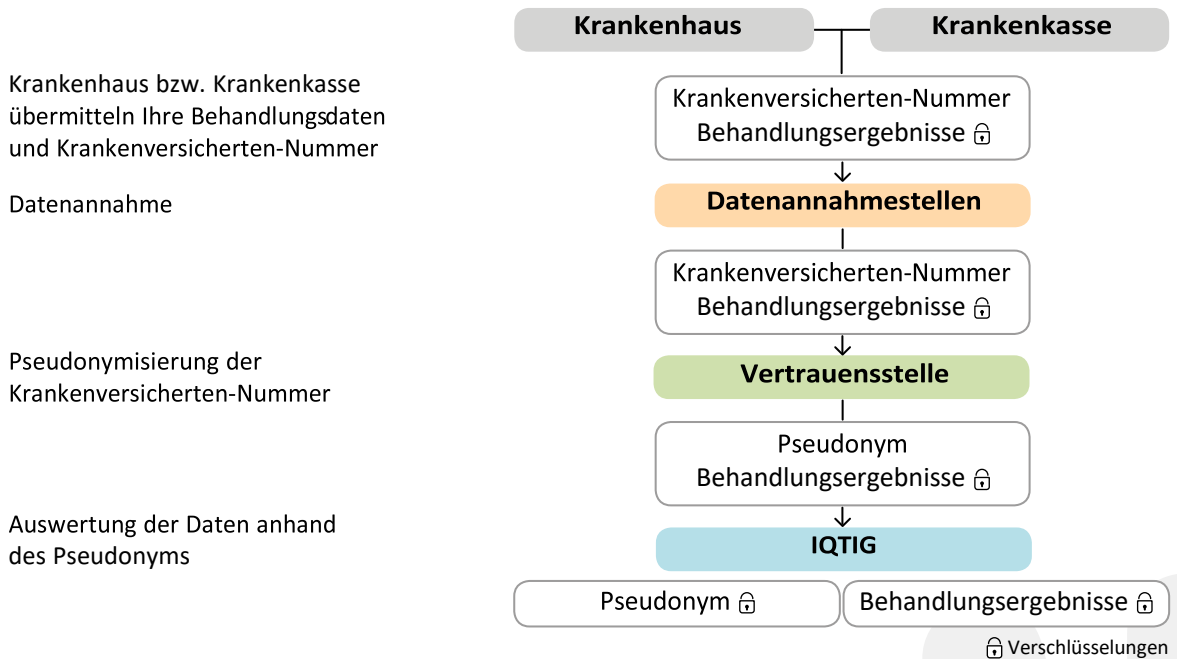 Krankenhaus
Krankenkasse
Krankenhaus bzw. Krankenkasse
übermitteln Ihre Behandlungsdaten
und Krankenversicherten-Nummer
Krankenversicherten-Nummer
Behandlungsergebnisse
Datenannahme
Datenannahmestellen
Krankenversicherten-Nummer
Behandlungsergebnisse
Pseudonymisierung der
Krankenversicherten-Nummer
Vertrauensstelle
Pseudonym
Behandlungsergebnisse
Auswertung der Daten anhand
des Pseudonyms
IQTIG
Pseudonym
Behandlungsergebnisse
Verschlüsselungen